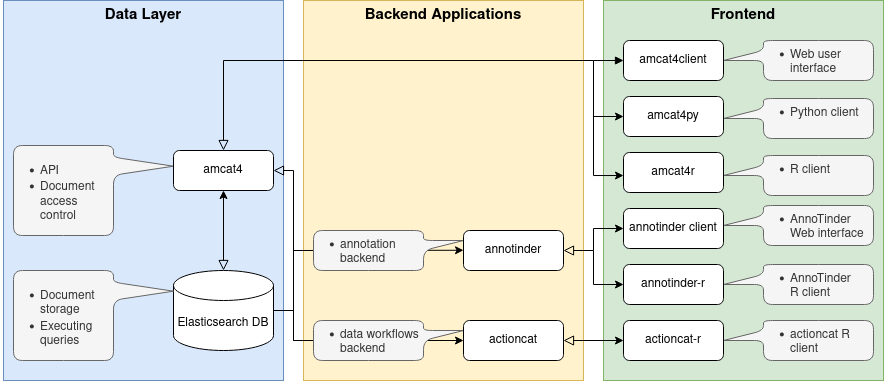 Data Layer
Backend Applications
Frontend
amcat4client
Web user
interface
amcat4py
Python client
API
Document
access
control
amcat4
amcat4r
R client
annotinder client
AnnoTinder
Web interface
annotation
backend
annotinder
annotinder-r
AnnoTinder
R client
Document
storage
Executing
queries
Elasticsearch DB
data workflows
backend
actioncat
actioncat-r
actioncat R
client